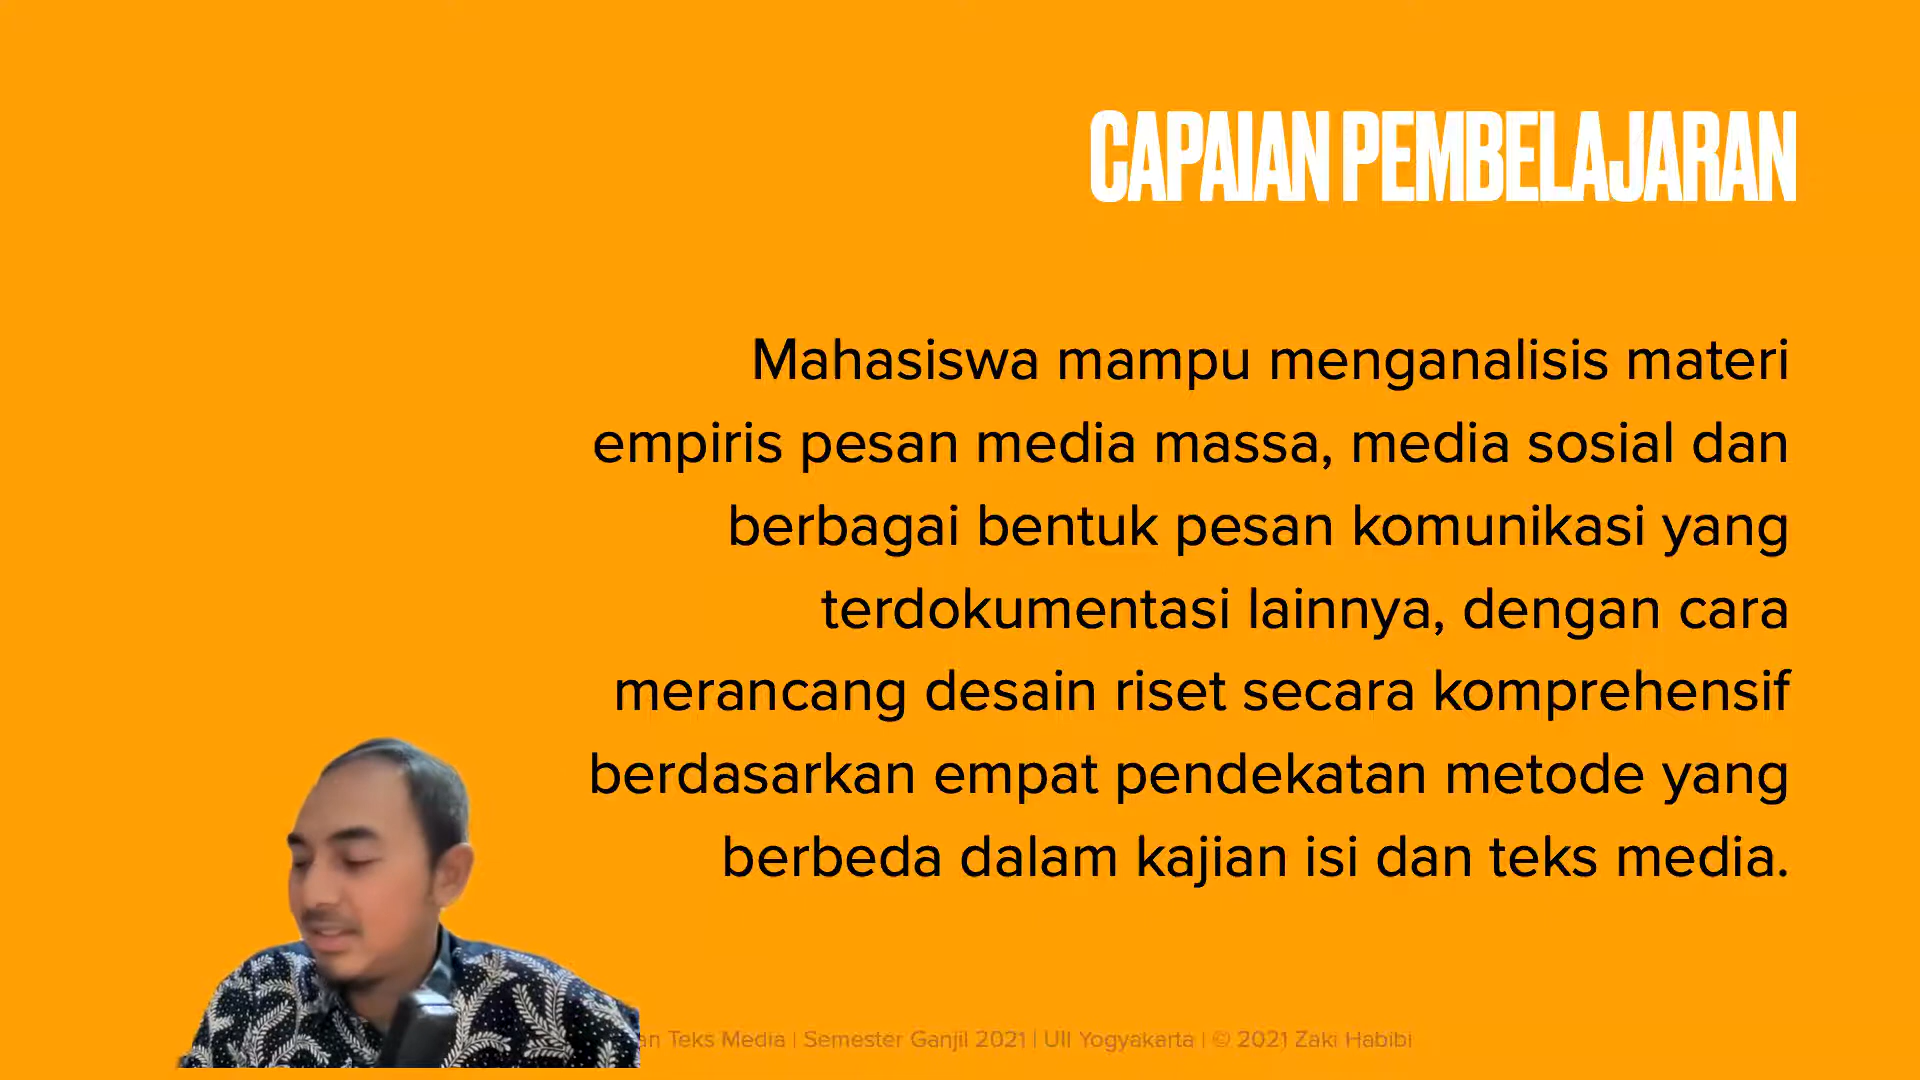 CAPAIAN PEMBELAJARAN
Mahasiswa mampu menganalisis materi
empiris pesan media massa, media sosial dan
berbagai bentuk pesan komunikasi yang
terdokumentasi lainnya, dengan cara
merancang desain riset secara komprehensif
berdasarkan empat pendekatan metode yang
berbeda dalam kajian isi dan teks media.
Teks Media | Semester Ganjil 2021 | UII Yogyakarta | © 2021 Zaki Habibi